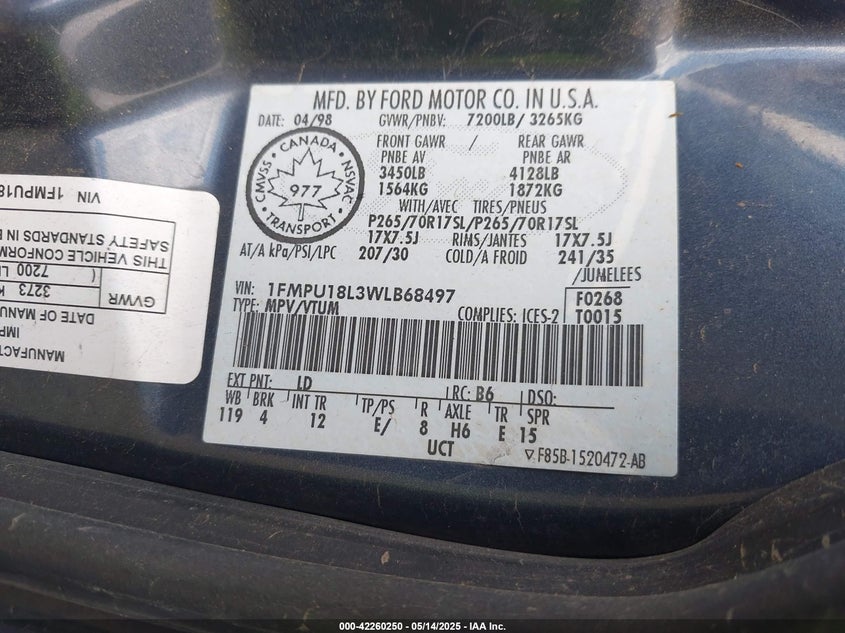 MFD. BY FORD MOTOR CO. IN U.S.A.
DATE: 04/98 GVWR/PNBV: 7200LB/ 3265KG
FRONT GAWR / REAR GAWR
PNBE AV PNBE AR
3450LB 4128LB
1564KG 1872KG
WITH/AVEC TIRES/PNEUS
P265/70R17SL/P265/70R17SL
17X7.5J RIMS/JANTES 17X7.5J
AT/A kPa/PSI/LPC 207/30 COLD/A FROID 241/35
/JUMELEES
CANADA
CMVSS NSVAC
977
TRANSPORT
VIN: 1FMPU18L3WLB68497 F0268
TYPE: MPV/VTUM COMPLIES: ICES-2 T0015
EXT PNT: LD RC: B6 DSO:
WB BRK INT TR TP/PS R AXLE TR SPR
119 4 12 E/ 8 H6 E 15
UCT
F85B-1520472-AB
MANUFACT
IMP
DATE OF MANU
GVWR 3273 K
7200 L
(
THIS VEHICLE CONFORM
SAFETY STANDARDS IN E
VIN 1FMPU18
000-42260250 - 05/14/2025 - IAA Inc.